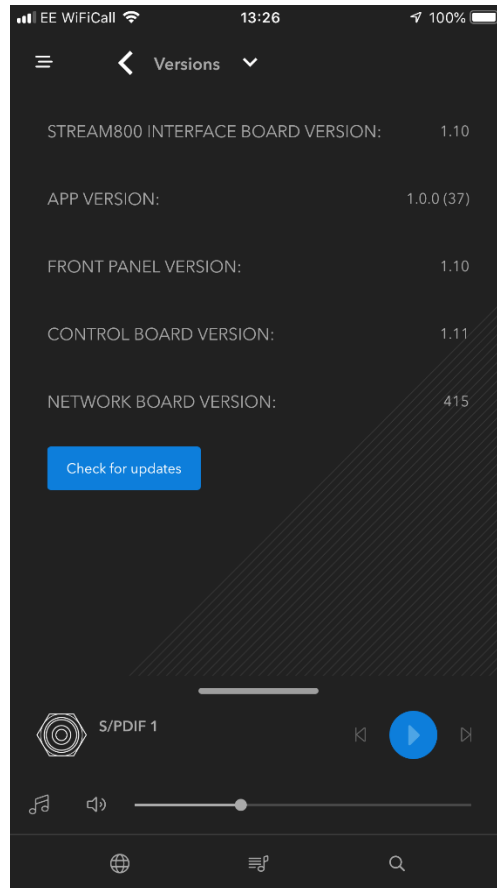 EE WiFiCall 13:26 100%
Versions
STREAM800 INTERFACE BOARD VERSION: 1.10
APP VERSION: 1.0.0 (37)
FRONT PANEL VERSION: 1.10
CONTROL BOARD VERSION: 1.11
NETWORK BOARD VERSION: 415
Check for updates
S/PDIF 1